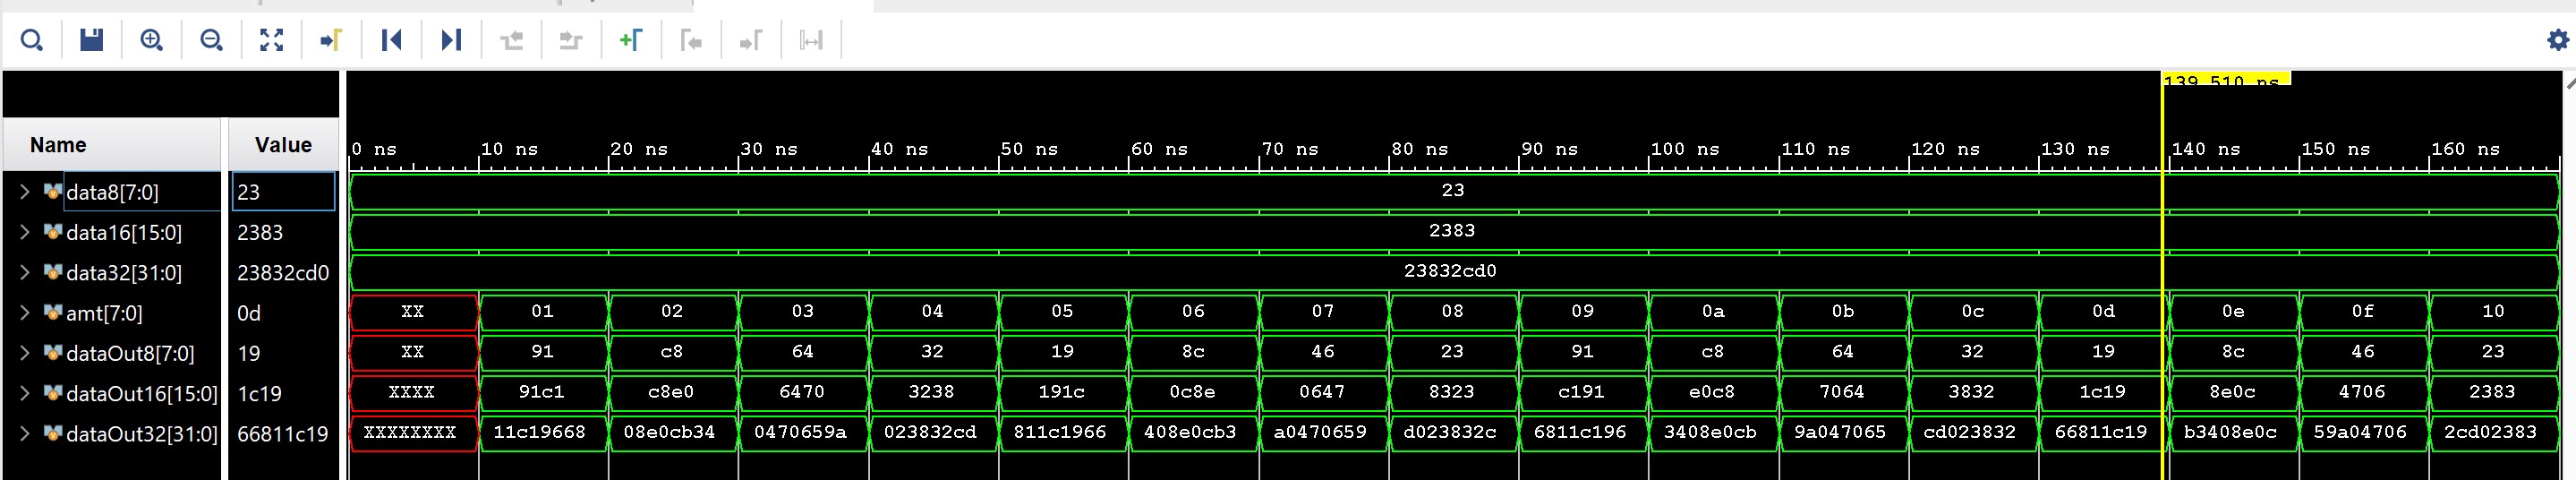 139.510 ns
Name Value
0 ns 10 ns 20 ns 30 ns 40 ns 50 ns 60 ns 70 ns 80 ns 90 ns 100 ns 110 ns 120 ns 130 ns 140 ns 150 ns 160 ns
data8[7:0] 23 23
data16[15:0] 2383 2383
data32[31:0] 23832cd0 23832cd0
amt[7:0] 0d XX 01 02 03 04 05 06 07 08 09 0a 0b 0c 0d 0e 0f 10
dataOut8[7:0] 19 XX 91 c8 64 32 19 8c 46 23 91 c8 64 32 19 8c 46 23
dataOut16[15:0] 1c19 XXXX 91c1 c8e0 6470 3238 191c 0c8e 0647 8323 c191 e0c8 7064 3832 1c19 8e0c 4706 2383
dataOut32[31:0] 66811c19 XXXXXXXX 11c19668 08e0cb34 0470659a 023832cd 811c1966 408e0cb3 a0470659 d023832c 6811c196 3408e0cb 9a047065 cd023832 66811c19 b3408e0c 59a04706 2cd02383